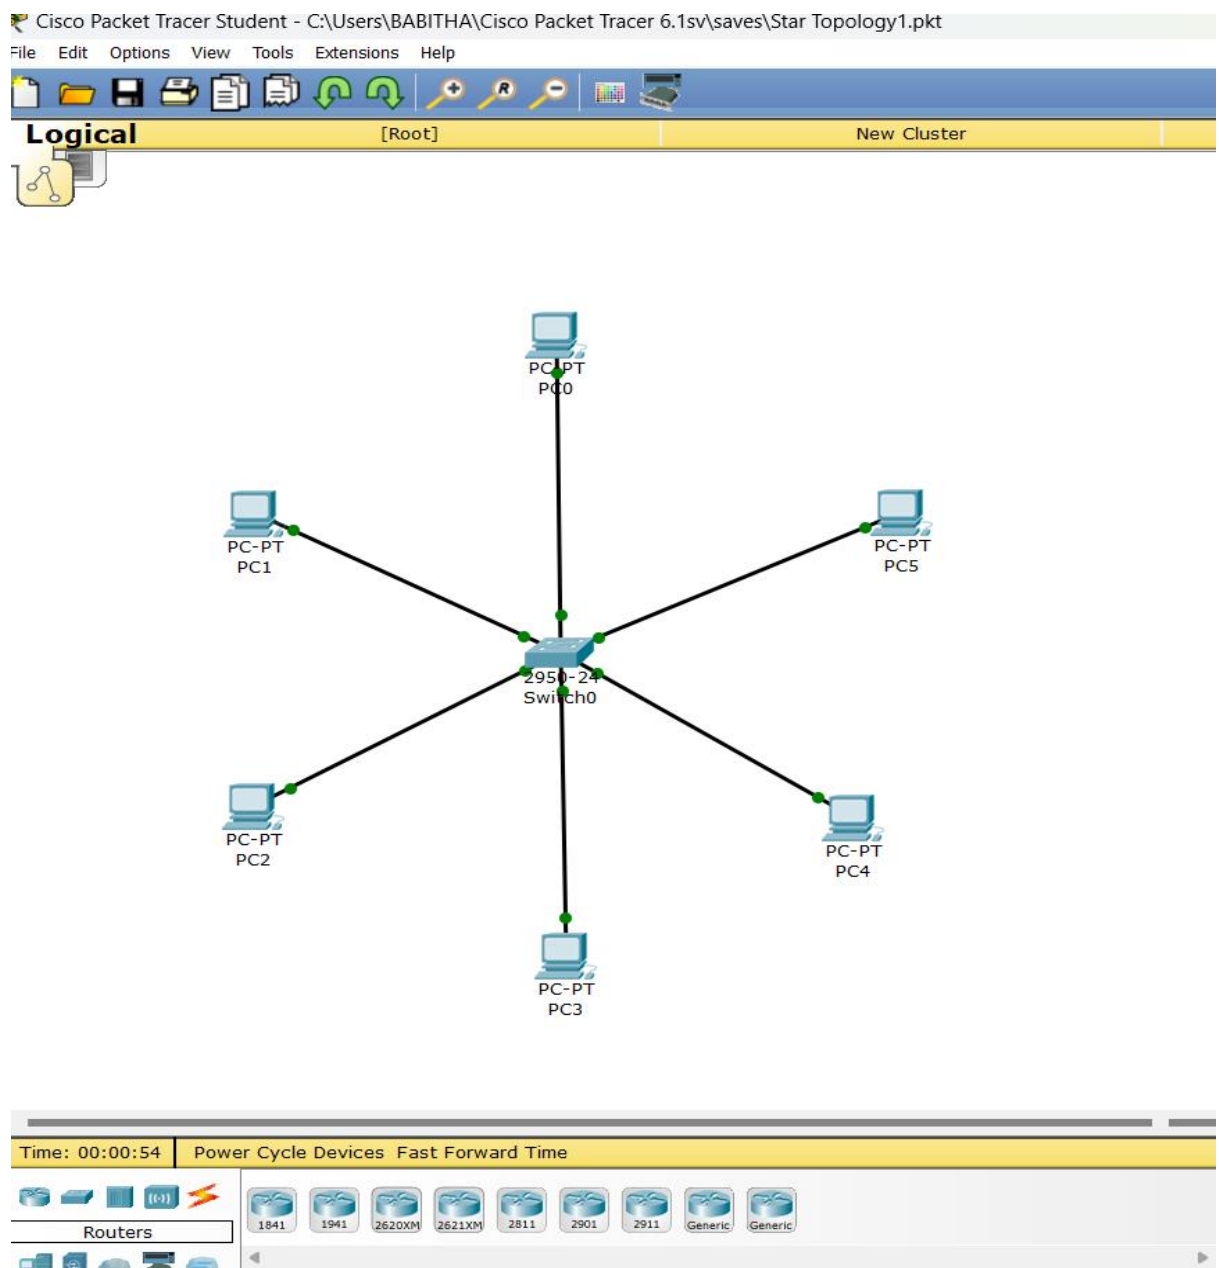 Cisco Packet Tracer Student - C:\Users\BABITHA\Cisco Packet Tracer 6.1sv\saves\Star Topology1.pkt
File Edit Options View Tools Extensions Help
R
Logical [Root] New Cluster
PC-PT
PC0
PC-PT
PC1
PC-PT
PC5
2950-24
Switch0
PC-PT
PC2
PC-PT
PC4
PC-PT
PC3
Time: 00:00:54 Power Cycle Devices Fast Forward Time
Routers
1841 1941 2620XM 2621XM 2811 2901 2911 Generic Generic